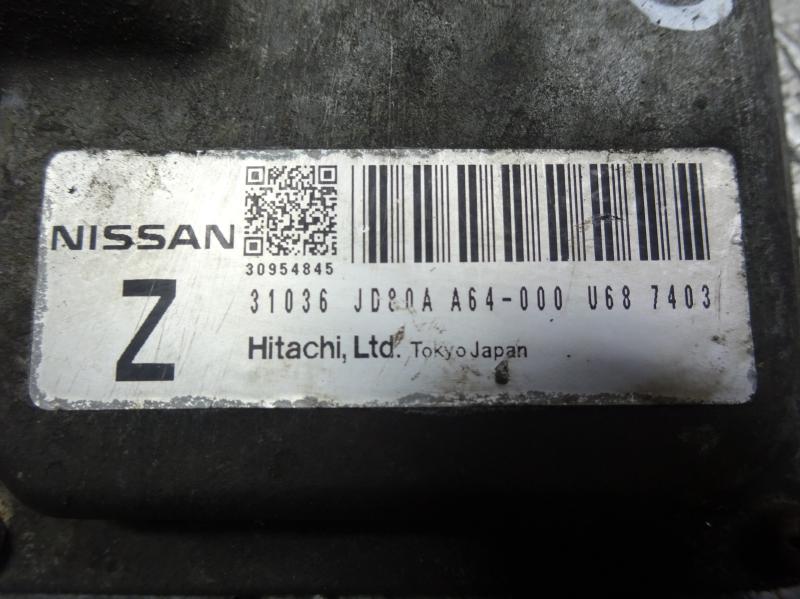 NISSAN
30954845
Z
31036 JD80A A64-000 U68 7403
Hitachi, Ltd. Tokyo Japan